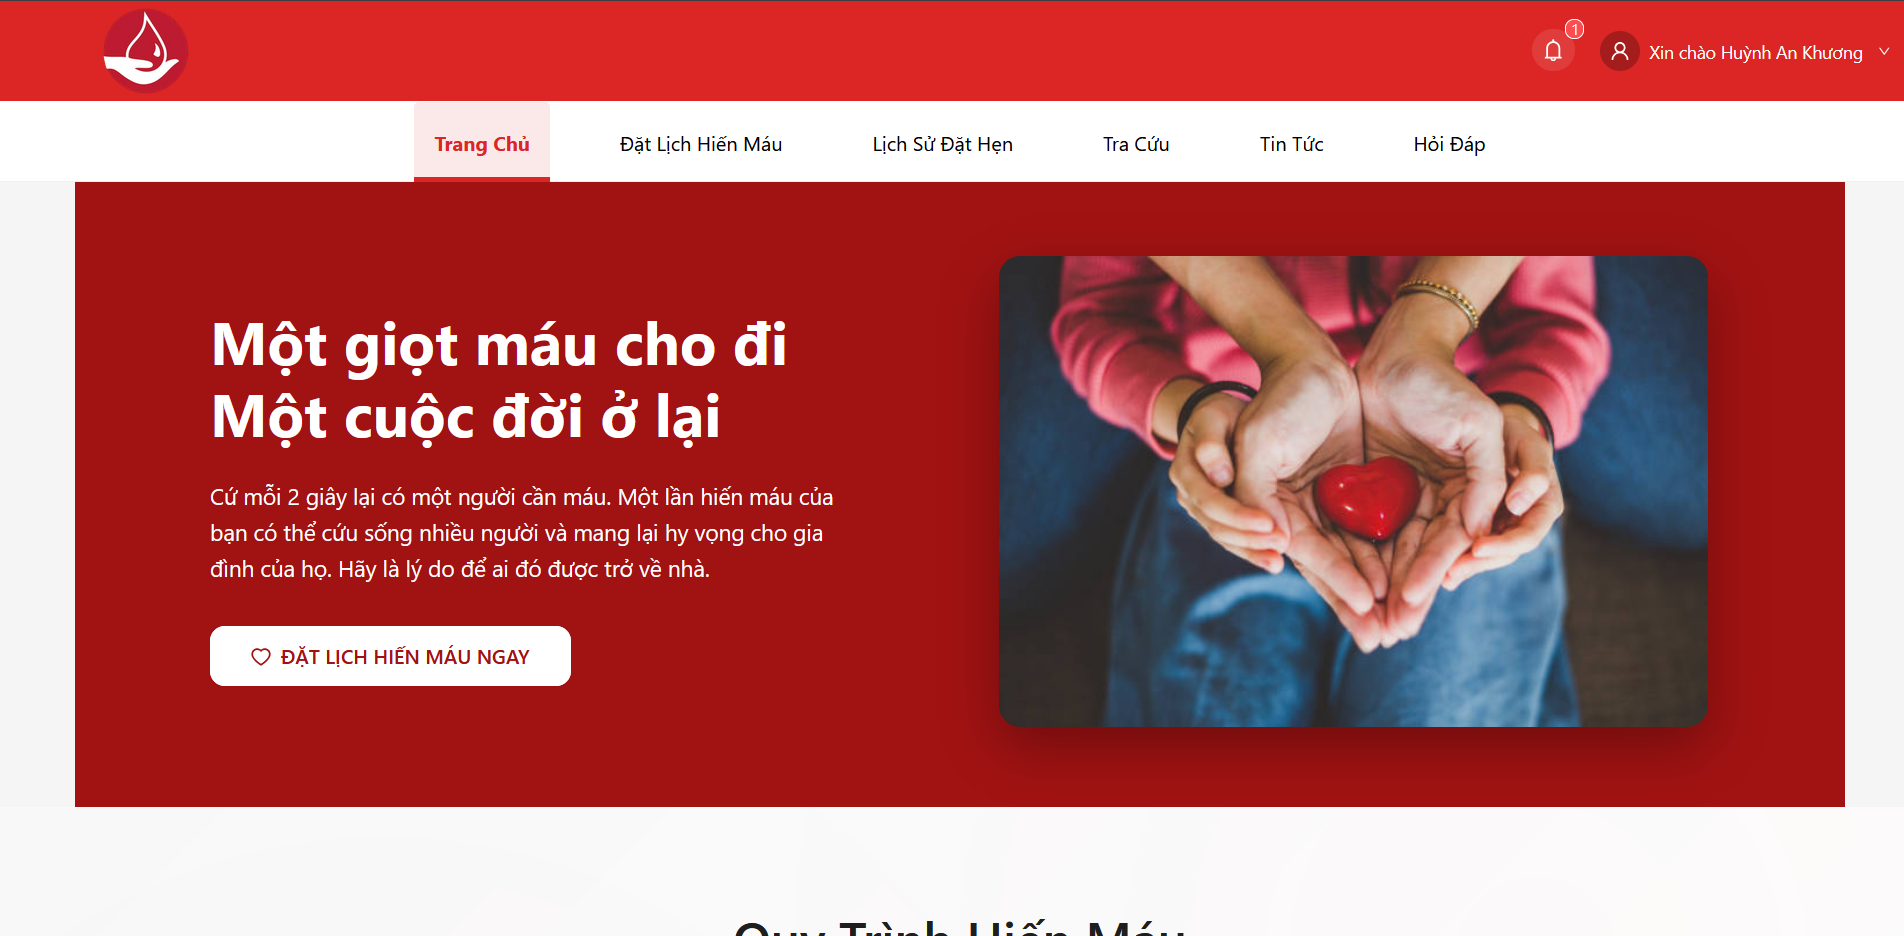 1
Xin chào Huỳnh An Khương
Trang Chủ
Đặt Lịch Hiến Máu
Lịch Sử Đặt Hẹn
Tra Cứu
Tin Tức
Hỏi Đáp
Một giọt máu cho đi
Một cuộc đời ở lại
Cứ mỗi 2 giây lại có một người cần máu. Một lần hiến máu của
bạn có thể cứu sống nhiều người và mang lại hy vọng cho gia
đình của họ. Hãy là lý do để ai đó được trở về nhà.
ĐẶT LỊCH HIẾN MÁU NGAY
Quy Trình Hiến Máu